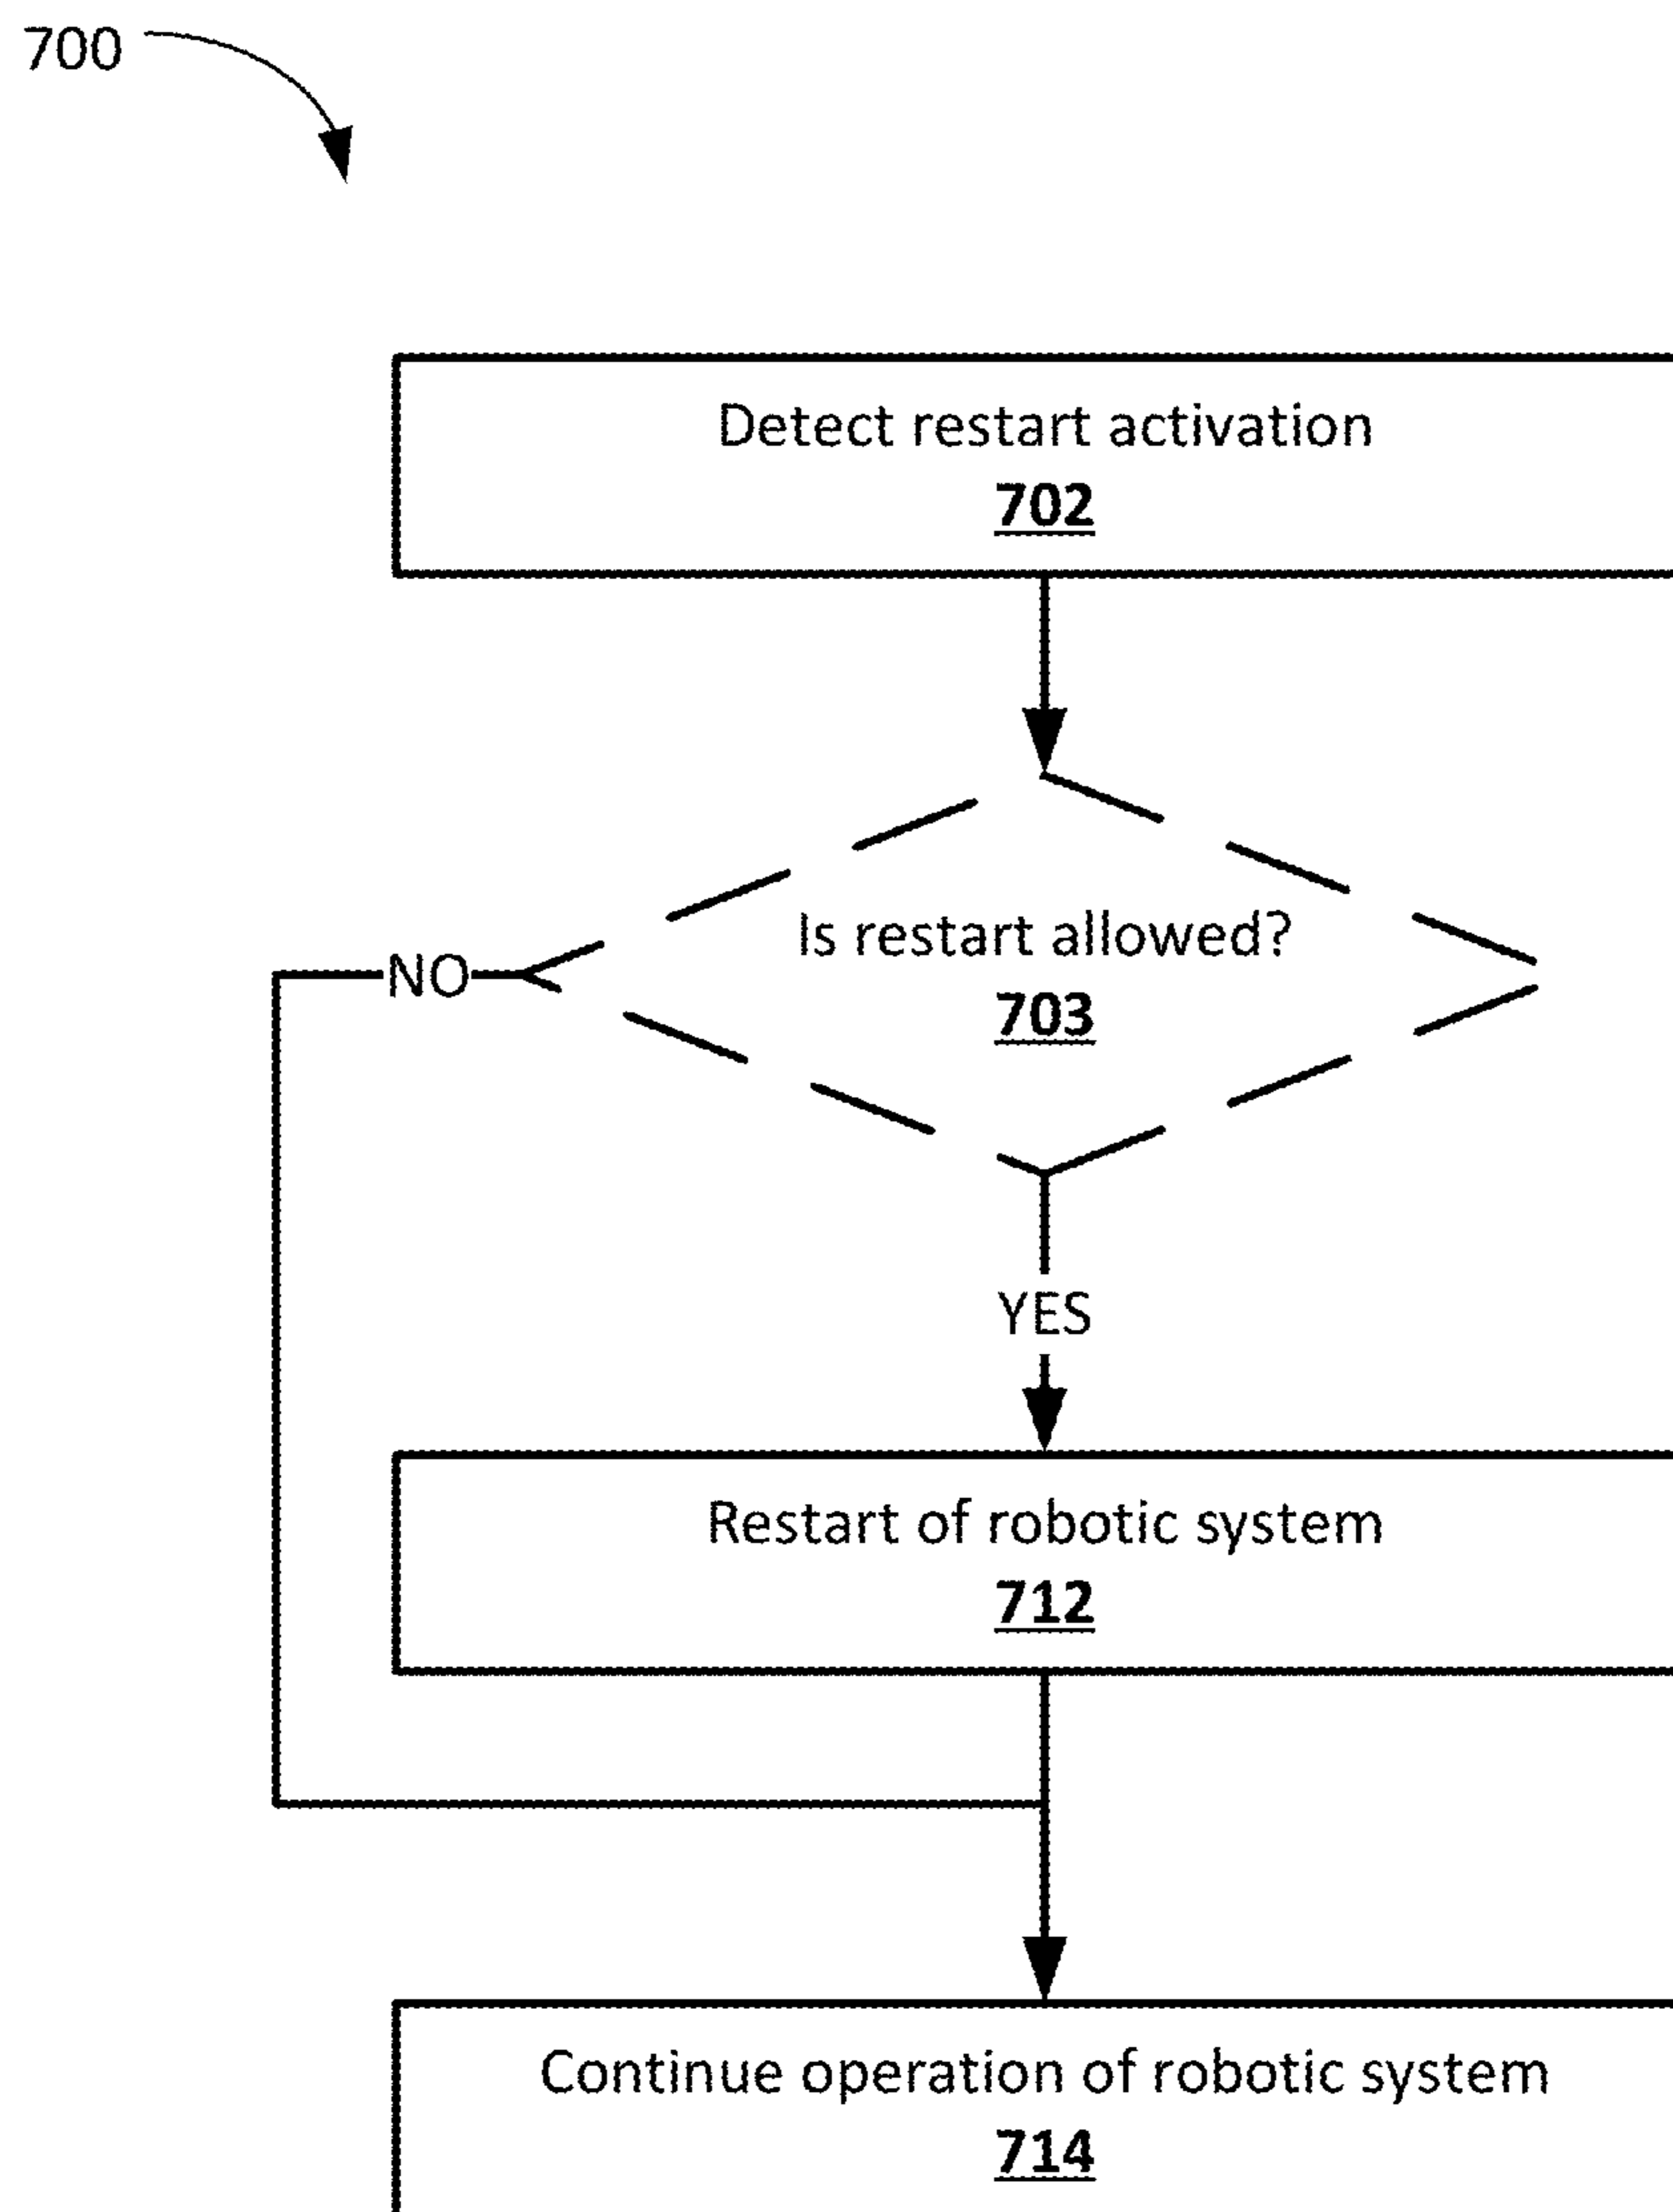 700
Detect restart activation
702
Is restart allowed?
703
NO
YES
Restart of robotic system
712
Continue operation of robotic system
714